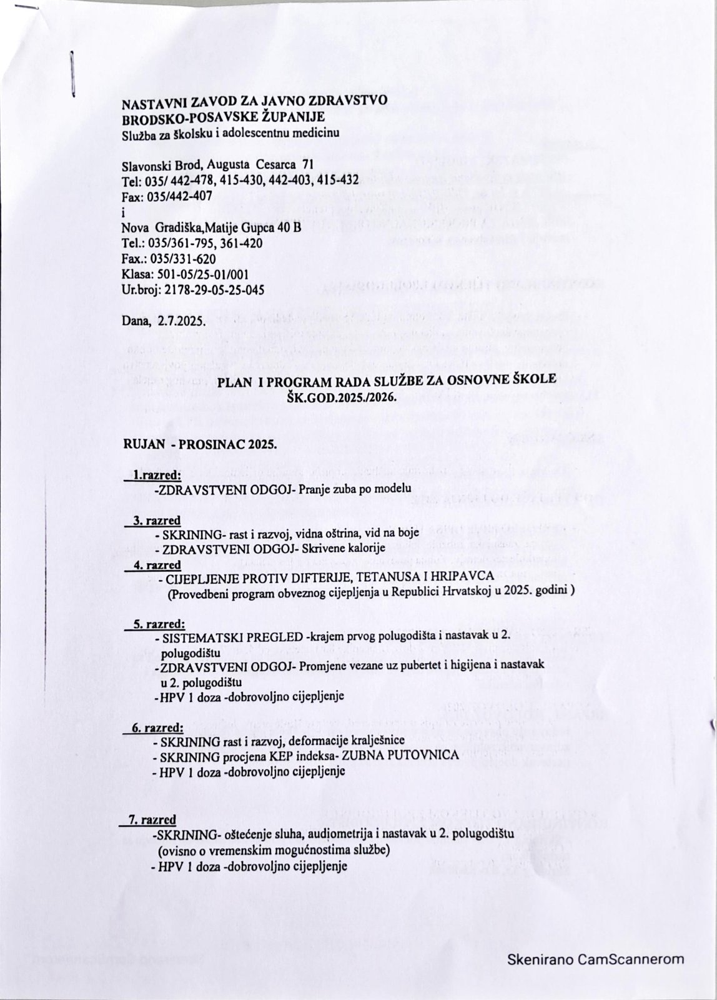 NASTAVNI ZAVOD ZA JAVNO ZDRAVSTVO
BRODSKO-POSAVSKE ŽUPANIJE
Služba za školsku i adolescentnu medicinu
Slavonski Brod, Augusta Cesarca 71
Tel: 035/ 442-478, 415-430, 442-403, 415-432
Fax: 035/442-407
i
Nova Gradiška,Matije Gupca 40 B
Tel.: 035/361-795, 361-420
Fax.: 035/331-620
Klasa: 501-05/25-01/001
Ur.broj: 2178-29-05-25-045
Dana, 2.7.2025.
PLAN I PROGRAM RADA SLUŽBE ZA OSNOVNE ŠKOLE
ŠK.GOD.2025./2026.
RUJAN - PROSINAC 2025.
1.razred:
-ZDRAVSTVENI ODGOJ- Pranje zuba po modelu
3. razred
- SKRINING- rast i razvoj, vidna oštrina, vid na boje
- ZDRAVSTVENI ODGOJ- Skrivene kalorije
4. razred
- CIJEPLJENJE PROTIV DIFTERIJE, TETANUSA I HRIPAVCA
(Provedbeni program obveznog cijepljenja u Republici Hrvatskoj u 2025. godini )
5. razred:
- SISTEMATSKI PREGLED -krajem prvog polugodišta i nastavak u 2.
polugodištu
-ZDRAVSTVENI ODGOJ- Promjene vezane uz pubertet i higijena i nastavak
u 2. polugodištu
-HPV 1 doza -dobrovoljno cijepljenje
6. razred:
- SKRINING rast i razvoj, deformacije kralješnice
- SKRINING procjena KEP indeksa- ZUBNA PUTOVNICA
- HPV 1 doza -dobrovoljno cijepljenje
7. razred
-SKRINING- oštećenje sluha, audiometrija i nastavak u 2. polugodištu
(ovisno o vremenskim mogućnostima službe)
- HPV 1 doza -dobrovoljno cijepljenje
Skenirano CamScannerom